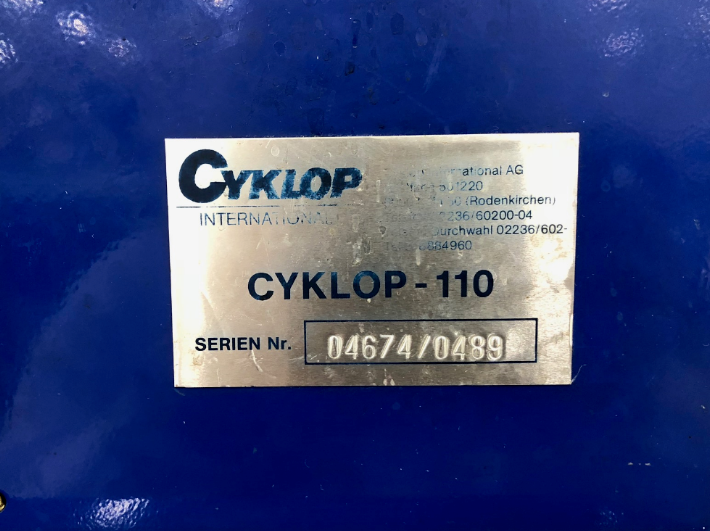 CYKLOP
INTERNATIONAL
International AG
(Rodenkirchen)
02236/60200-04
Durchwahl 02236/602-
CYKLOP - 110
SERIEN Nr. 04674/0489